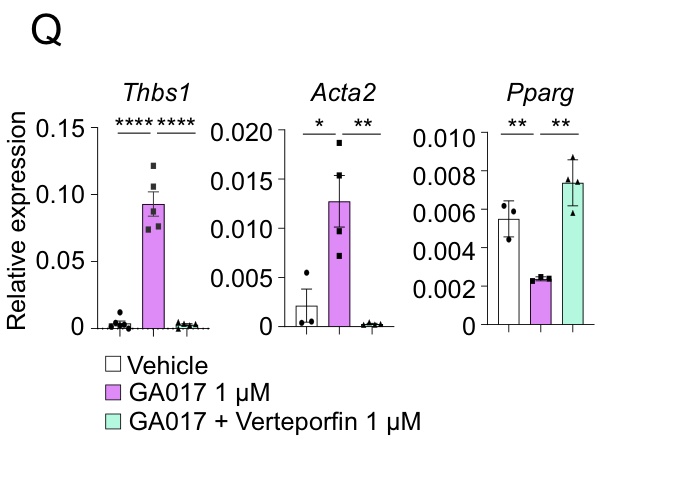 Q
Thbs1 Acta2 Pparg
**** **** * ** ** **
Relative expression
0.15 0.10 0.05 0
0.020 0.015 0.010 0.005 0
0.010 0.008 0.006 0.004 0.002 0
Vehicle
GA017 1 μM
GA017 + Verteporfin 1 μM